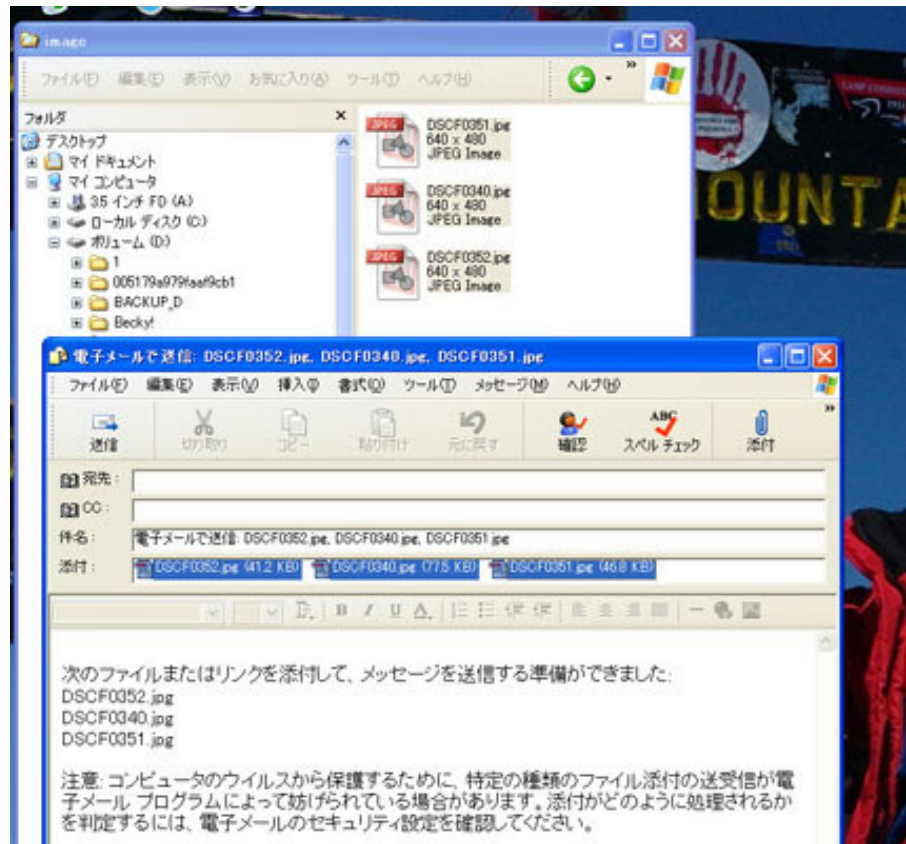 image
ファイル(F) 編集(E) 表示(V) お気に入り(A) ツール(T) ヘルプ(H)
フォルダ
デスクトップ
マイ ドキュメント
マイ コンピュータ
3.5 インチ FD (A:)
ローカル ディスク (C:)
ボリューム (D:)
1
BACKUP_D
Becky!
JPEG
DSCF0351.jpg
640 x 480
JPEG Image
JPEG
DSCF0340.jpg
640 x 480
JPEG Image
JPEG
DSCF0352.jpg
640 x 480
JPEG Image
OUNTA
電子メールで送信: DSCF0352.jpg, DSCF0340.jpg, DSCF0351.jpg
ファイル(F) 編集(E) 表示(V) 挿入(I) 書式(O) ツール(T) メッセージ(M) ヘルプ(H)
送信 切り取り コピー 貼り付け 元に戻す 確認 スペル チェック 添付
宛先:
CC:
件名: 電子メールで送信: DSCF0352.jpg, DSCF0340.jpg, DSCF0351.jpg
添付: DSCF0352.jpg (41.2 KB) DSCF0340.jpg (77.5 KB) DSCF0351.jpg (46.8 KB)
次のファイルまたはリンクを添付して、メッセージを送信する準備ができました:
DSCF0352.jpg
DSCF0340.jpg
DSCF0351.jpg
注意: コンピュータのウイルスから保護するために、特定の種類のファイル添付の送受信が電
子メール プログラムによって妨げられている場合があります。添付がどのように処理されるか
を判定するには、電子メールのセキュリティ設定を確認してください。